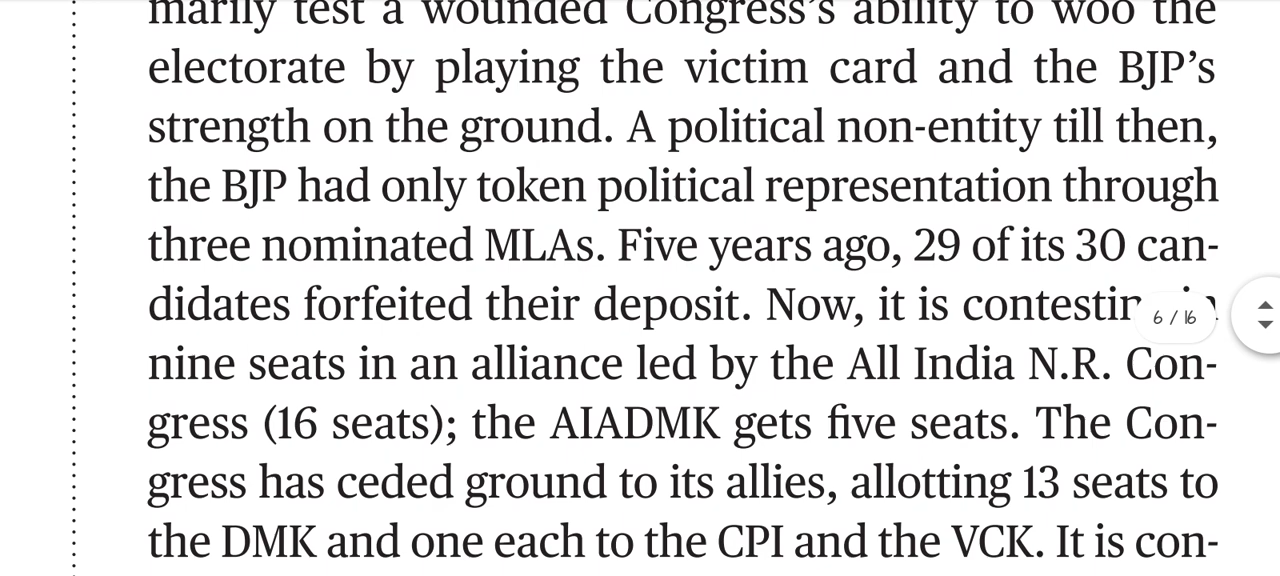 marily test a wounded Congress's ability to woo the
electorate by playing the victim card and the BJP's
strength on the ground. A political non-entity till then,
the BJP had only token political representation through
three nominated MLAs. Five years ago, 29 of its 30 can-
didates forfeited their deposit. Now, it is
6 / 16
nine seats in an alliance led by the All India N.R. Con-
gress (16 seats); the AIADMK gets five seats. The Con-
gress has ceded ground to its allies, allotting 13 seats to
the DMK and one each to the CPI and the VCK. It is con-